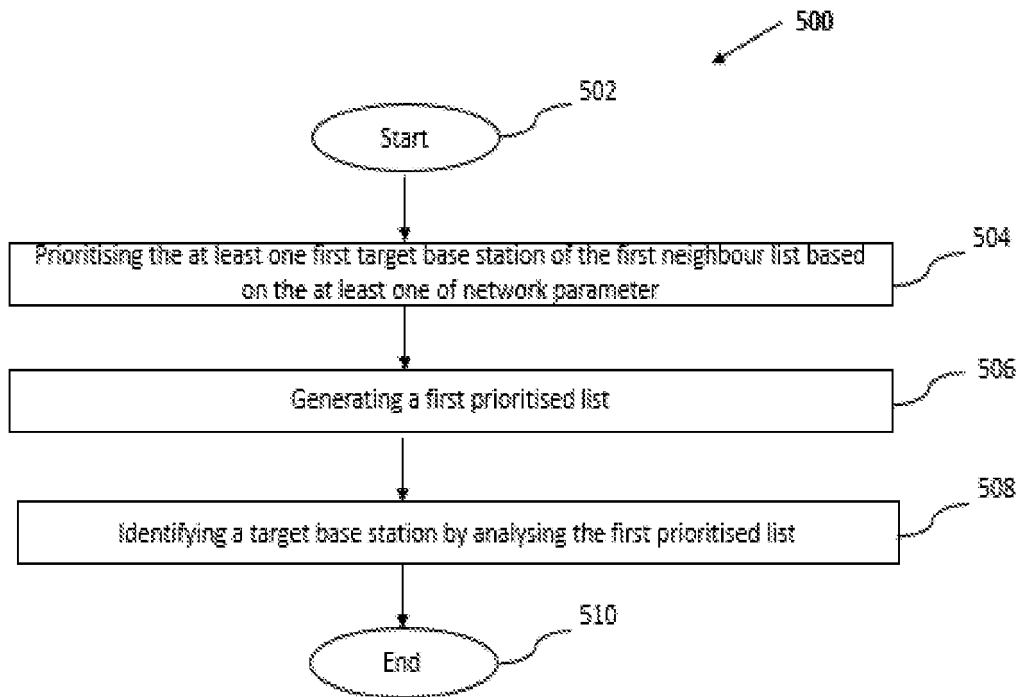 500
502
Start
504
Prioritising the at least one first target base station of the first neighbour list based
on the at least one of network parameter
506
Generating a first prioritised list
508
Identifying a target base station by analysing the first prioritised list
510
End